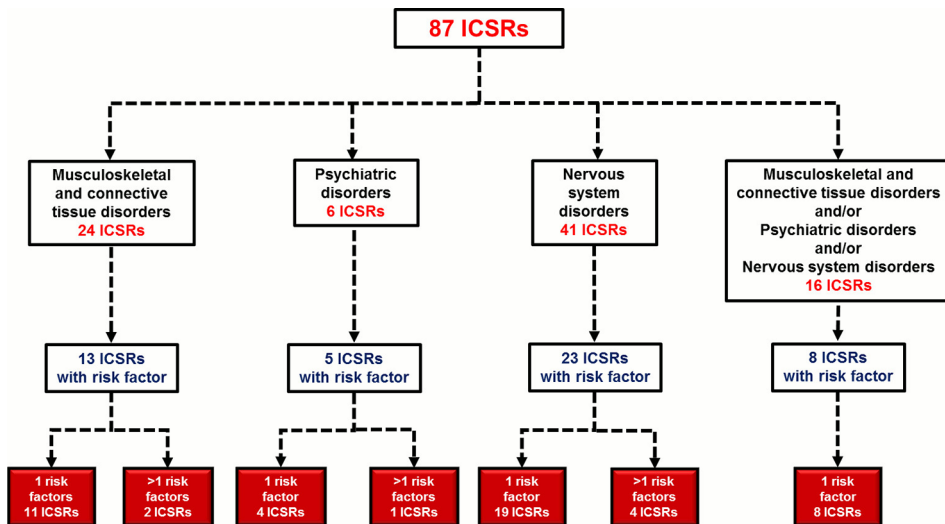 87 ICSRs
Musculoskeletal
and connective
tissue disorders
24 ICSRs
Psychiatric
disorders
6 ICSRs
Nervous
system
disorders
41 ICSRs
Musculoskeletal and
connective tissue disorders
and/or
Psychiatric disorders
and/or
Nervous system disorders
16 ICSRs
13 ICSRs
with risk factor
5 ICSRs
with risk factor
23 ICSRs
with risk factor
8 ICSRs
with risk factor
1 risk
factors
11 ICSRs
>1 risk
factors
2 ICSRs
1 risk
factor
4 ICSRs
>1 risk
factors
1 ICSRs
1 risk
factor
19 ICSRs
>1 risk
factors
4 ICSRs
1 risk
factor
8 ICSRs